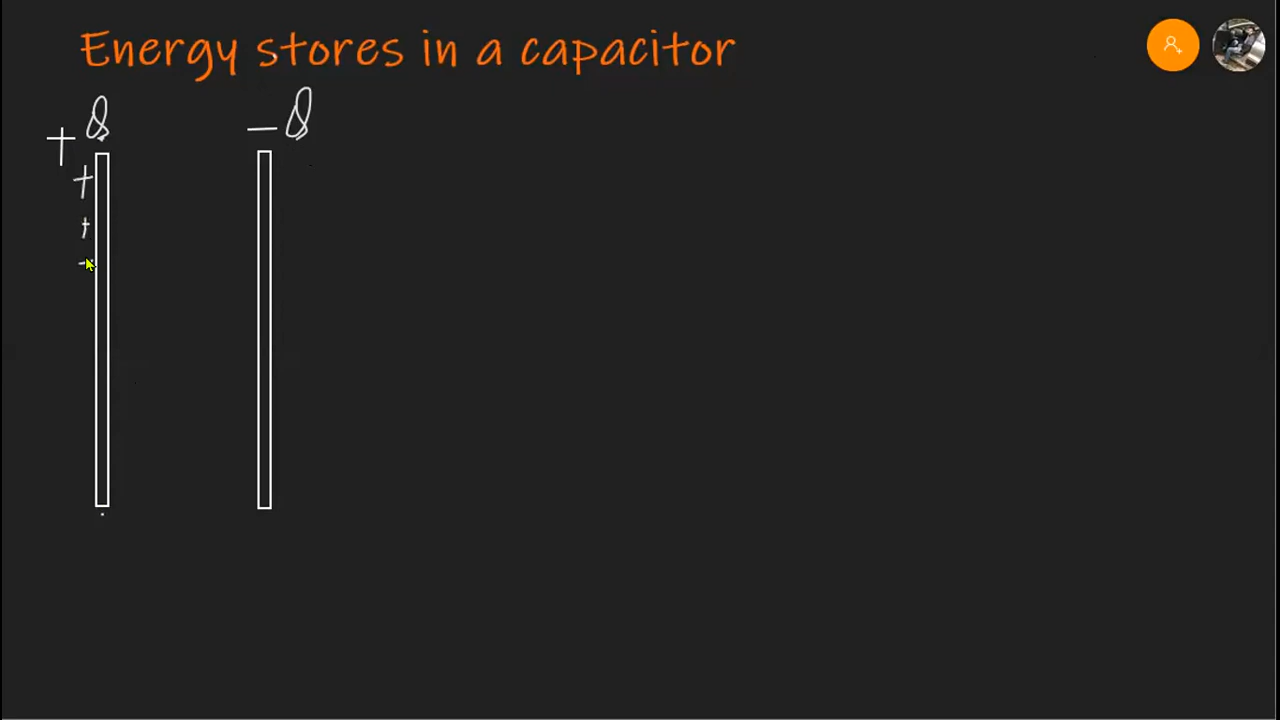 Energy stores in a capacitor
+Q -Q
+
+
-